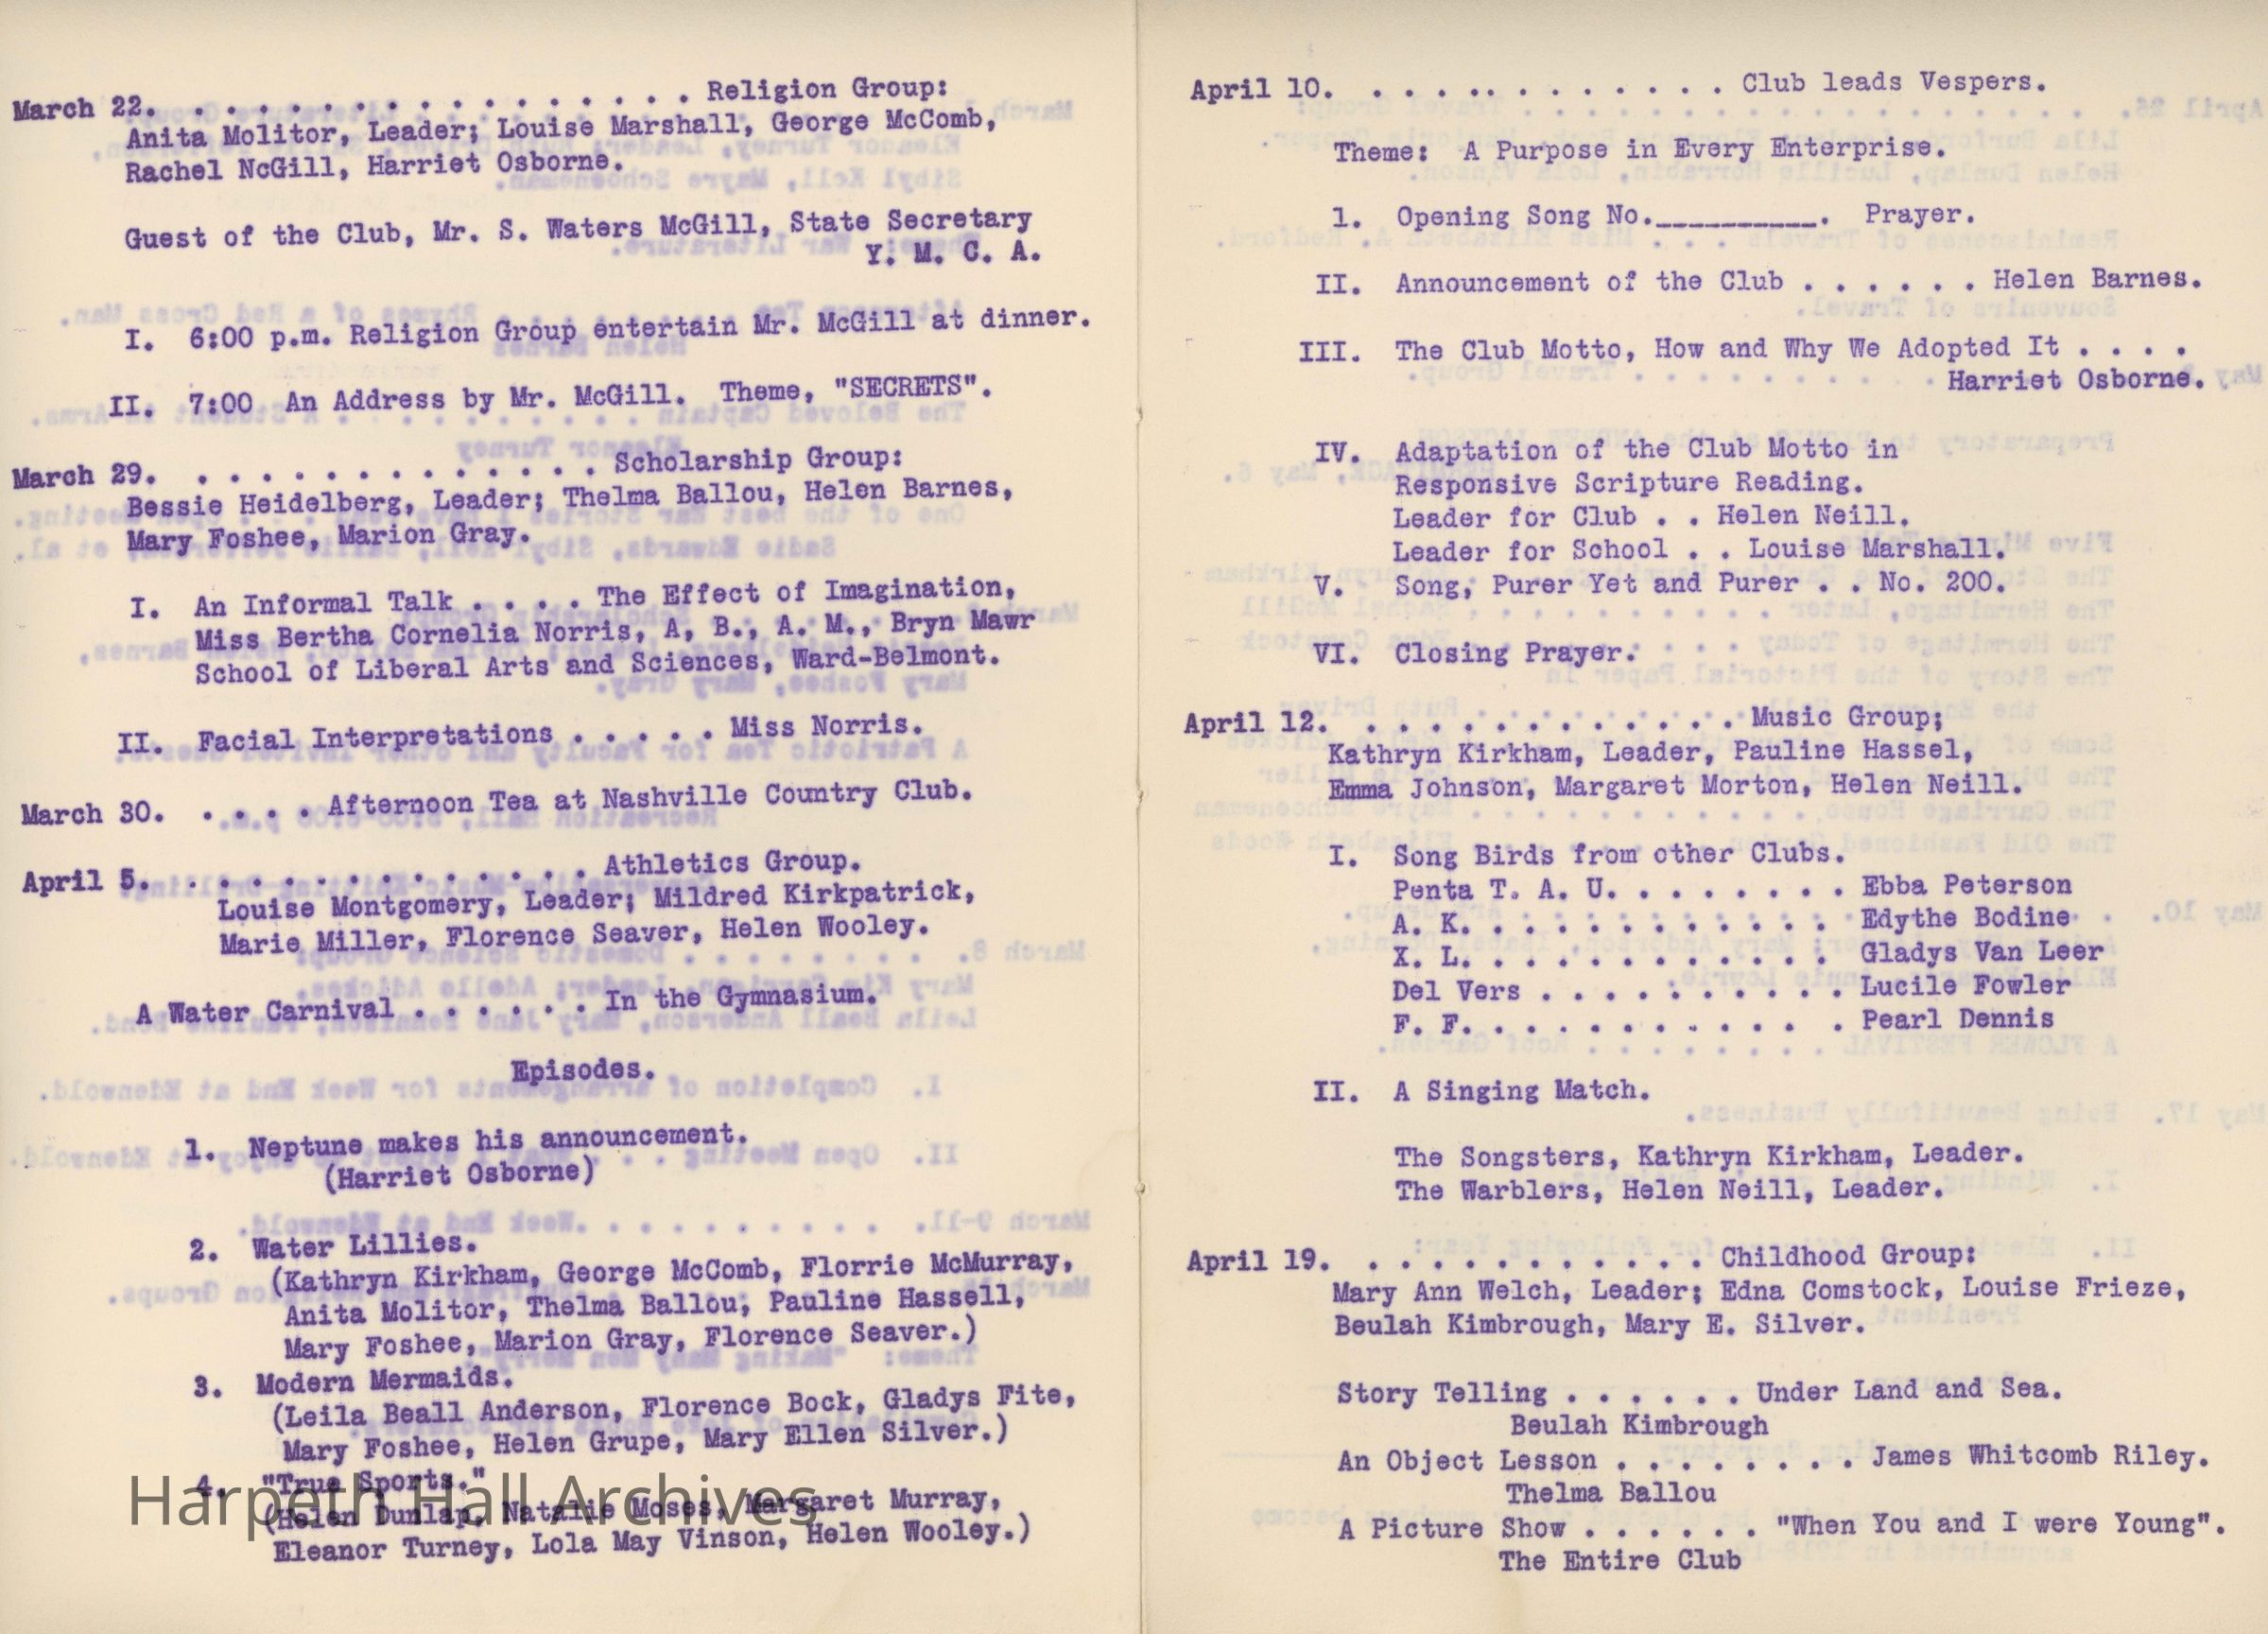 March 22. . . . . . . . . . . . . . . . . . Religion Group:
Anita Molitor, Leader; Louise Marshall, George McComb,
Rachel NcGill, Harriet Osborne.
Guest of the Club, Mr. S. Waters McGill, State Secretary
Y. M. C. A.
I. 6:00 p.m. Religion Group entertain Mr. McGill at dinner.
II. 7:00 An Address by Mr. McGill. Theme, "SECRETS".
March 29. . . . . . . . . . . . . . Scholarship Group:
Bessie Heidelberg, Leader; Thelma Ballou, Helen Barnes,
Mary Foshee, Marion Gray.
I. An Informal Talk . . . . The Effect of Imagination,
Miss Bertha Cornelia Norris, A, B., A. M., Bryn Mawr
School of Liberal Arts and Sciences, Ward-Belmont.
II. Facial Interpretations . . . . . Miss Norris.
March 30. . . . . Afternoon Tea at Nashville Country Club.
April 5. . . . . . . . . . . . . . Athletics Group.
Louise Montgomery, Leader; Mildred Kirkpatrick,
Marie Miller, Florence Seaver, Helen Wooley.
A Water Carnival . . . . . . In the Gymnasium.
Episodes.
1. Neptune makes his announcement.
(Harriet Osborne)
2. Water Lillies.
(Kathryn Kirkham, George McComb, Florrie McMurray,
Anita Molitor, Thelma Ballou, Pauline Hassell,
Mary Foshee, Marion Gray, Florence Seaver.)
3. Modern Mermaids.
(Leila Beall Anderson, Florence Bock, Gladys Fite,
Mary Foshee, Helen Grupe, Mary Ellen Silver.)
4. "True Sports."
(Helen Dunlap, Natalie Moses, Margaret Murray,
Eleanor Turney, Lola May Vinson, Helen Wooley.)
Harpeth Hall Archives
April 10. . . . . . . . . . . . . Club leads Vespers.
Theme: A Purpose in Every Enterprise.
1. Opening Song No.__________. Prayer.
II. Announcement of the Club . . . . . . Helen Barnes.
III. The Club Motto, How and Why We Adopted It . . . .
Harriet Osborne.
IV. Adaptation of the Club Motto in
Responsive Scripture Reading.
Leader for Club . . Helen Neill.
Leader for School . . Louise Marshall.
V. Song, Purer Yet and Purer . . No. 200.
VI. Closing Prayer.
April 12. . . . . . . . . . . . . Music Group;
Kathryn Kirkham, Leader, Pauline Hassel,
Emma Johnson, Margaret Morton, Helen Neill.
I. Song Birds from other Clubs.
Penta T. A. U. . . . . . . . Ebba Peterson
A. K. . . . . . . . . . . . Edythe Bodine
X. L. . . . . . . . . . . . Gladys Van Leer
Del Vers . . . . . . . . . . Lucile Fowler
F. F. . . . . . . . . . . . Pearl Dennis
II. A Singing Match.
The Songsters, Kathryn Kirkham, Leader.
The Warblers, Helen Neill, Leader.
April 19. . . . . . . . . . . . Childhood Group:
Mary Ann Welch, Leader; Edna Comstock, Louise Frieze,
Beulah Kimbrough, Mary E. Silver.
Story Telling . . . . . . Under Land and Sea.
Beulah Kimbrough
An Object Lesson . . . . . . . . James Whitcomb Riley.
Thelma Ballou
A Picture Show . . . . . . "When You and I were Young".
The Entire Club